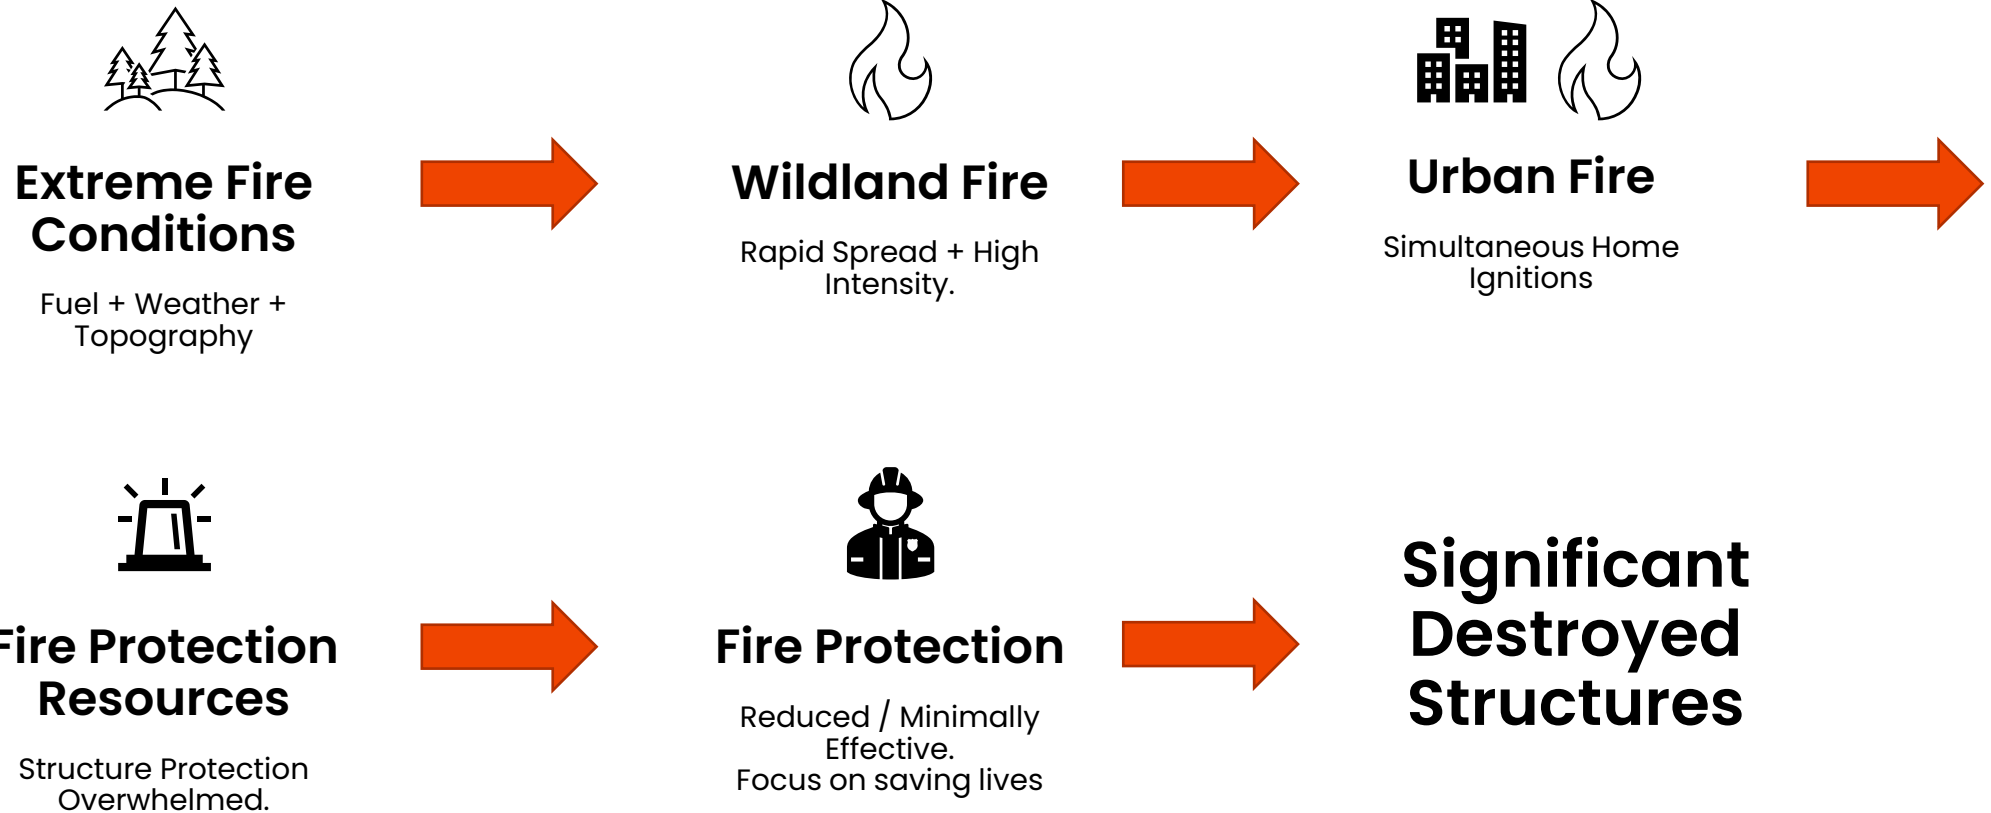 Extreme Fire
Conditions
Fuel + Weather +
Topography
Wildland Fire
Rapid Spread + High
Intensity.
Urban Fire
Simultaneous Home
Ignitions
Fire Protection
Resources
Structure Protection
Overwhelmed.
Fire Protection
Reduced / Minimally
Effective.
Focus on saving lives
Significant
Destroyed
Structures